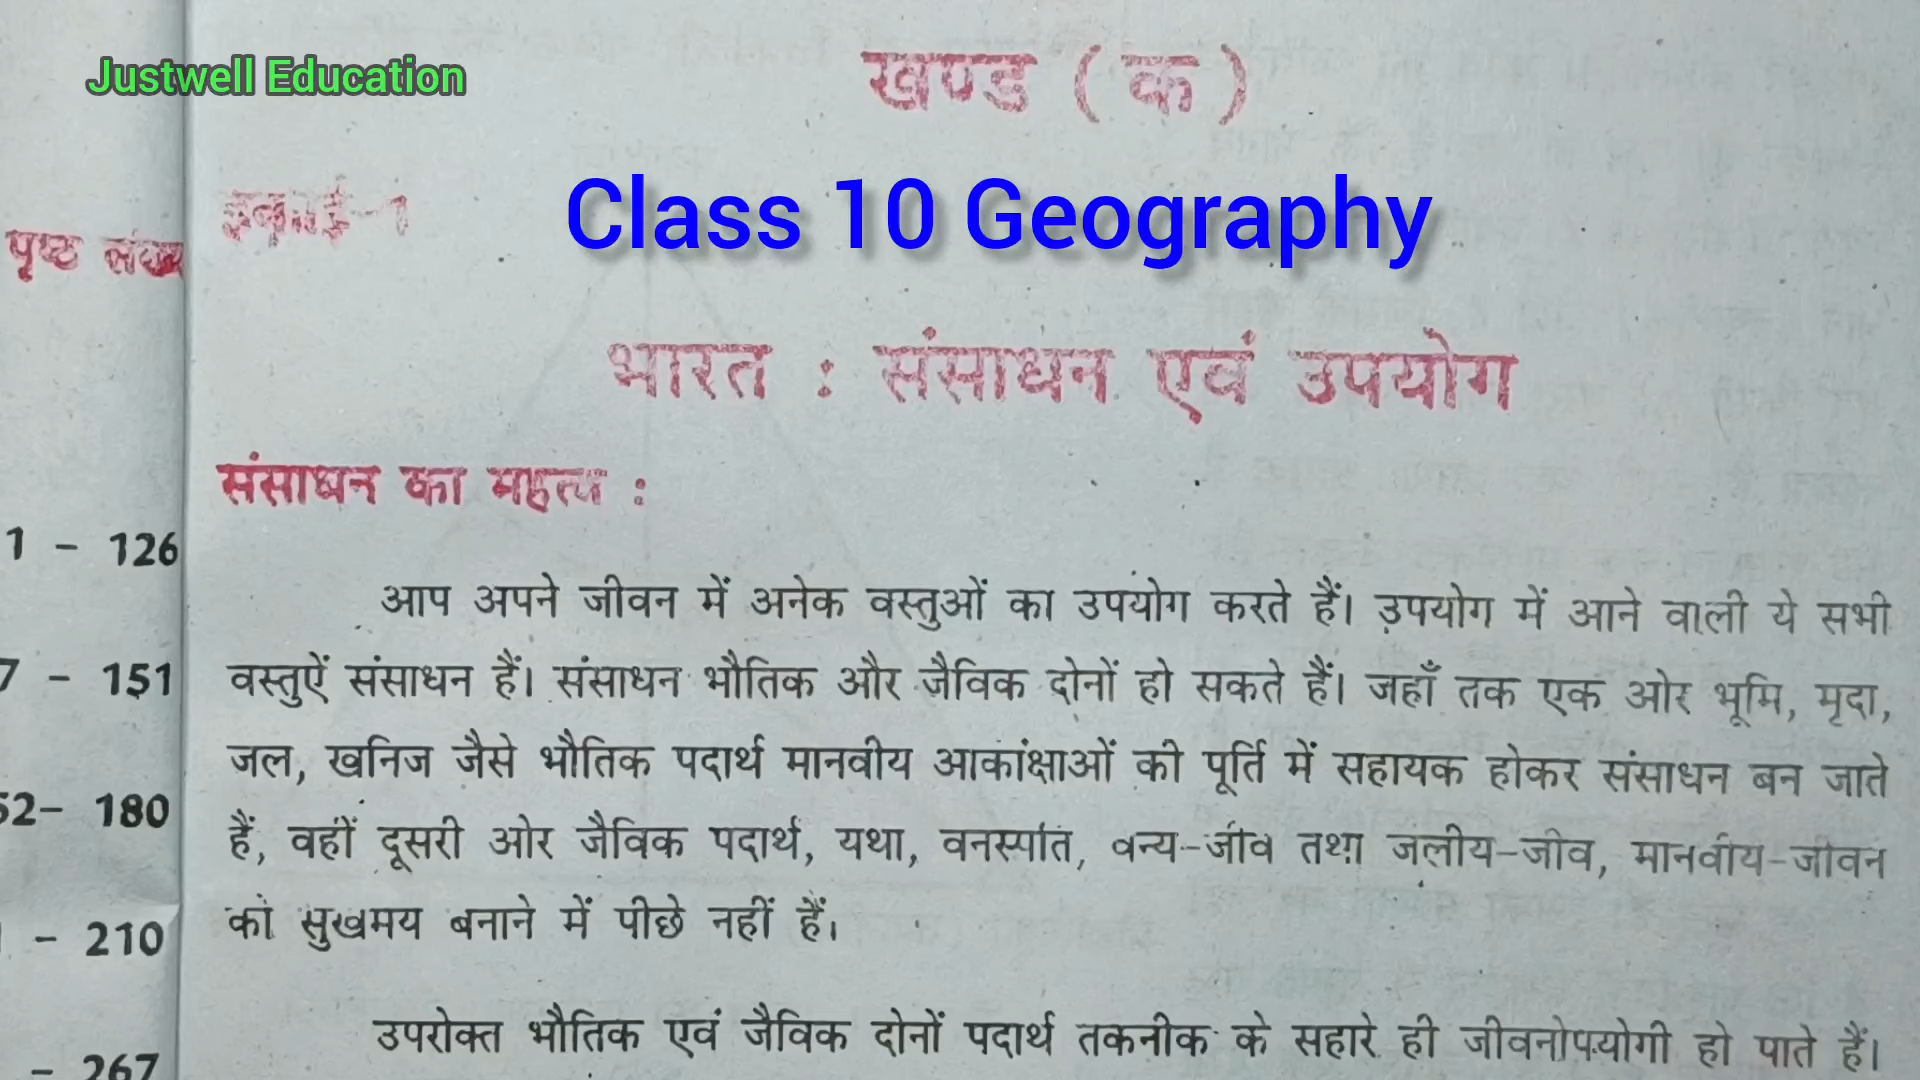 Justwell Education
खण्ड ( क )
इकाई-1
Class 10 Geography
पृष्ठ संख्य
भारत : संसाधन एवं उपयोग
संसाधन का महत्व :
1 - 126
7 - 151
52- 180
- 210
- 267
आप अपने जीवन में अनेक वस्तुओं का उपयोग करते हैं। उपयोग में आने वाली ये सभी
वस्तुऐं संसाधन हैं। संसाधन भौतिक और जैविक दोनों हो सकते हैं। जहाँ तक एक ओर भूमि, मृदा,
जल, खनिज जैसे भौतिक पदार्थ मानवीय आकांक्षाओं की पूर्ति में सहायक होकर संसाधन बन जाते
हैं, वहीं दूसरी ओर जैविक पदार्थ, यथा, वनस्पति, वन्य-जीव तथा जलीय-जीव, मानवीय-जीवन
को सुखमय बनाने में पीछे नहीं हैं।
उपरोक्त भौतिक एवं जैविक दोनों पदार्थ तकनीक के सहारे ही जीवनोपयोगी हो पाते हैं।